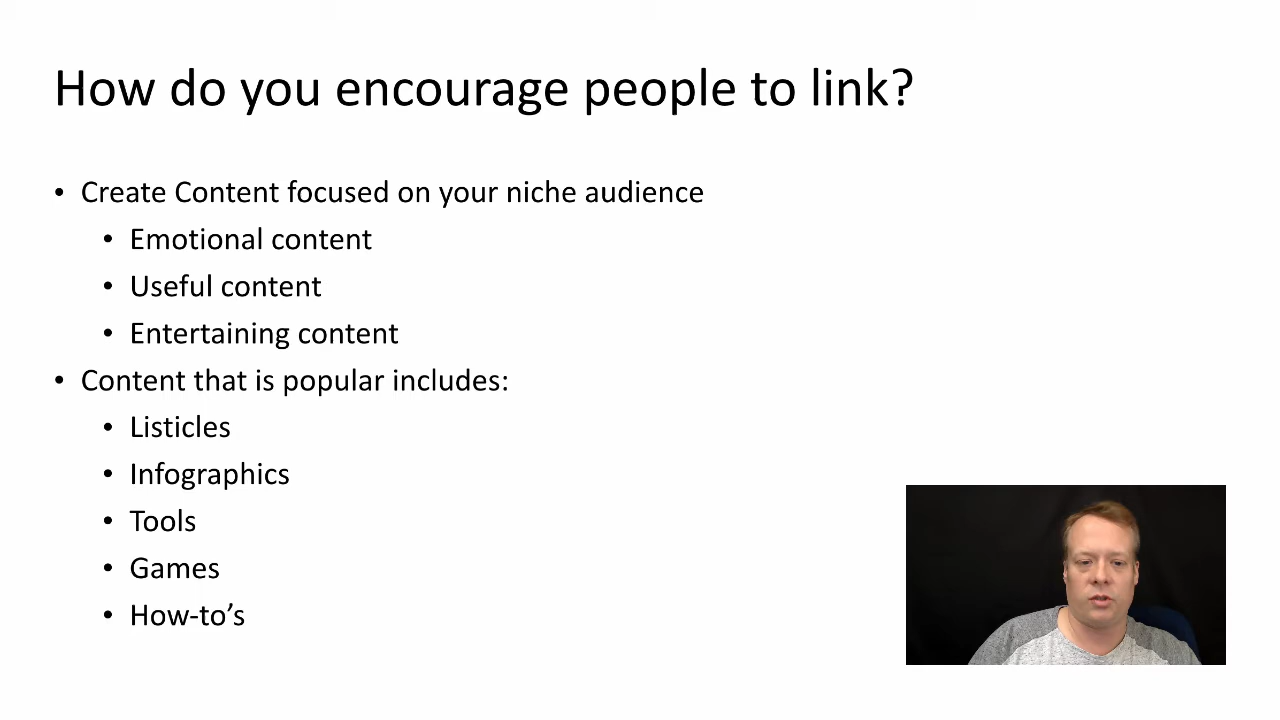 How do you encourage people to link?
• Create Content focused on your niche audience
• Emotional content
• Useful content
• Entertaining content
• Content that is popular includes:
• Listicles
• Infographics
• Tools
• Games
• How-to’s